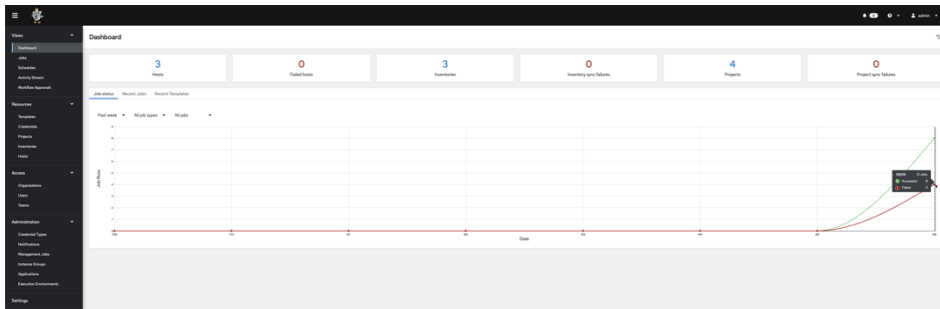 admin
Views
Dashboard
Jobs
Schedules
Activity Stream
Workflow Approvals
Resources
Templates
Credentials
Projects
Inventories
Hosts
Access
Organizations
Users
Teams
Administration
Credential Types
Notifications
Management Jobs
Instance Groups
Applications
Execution Environments
Settings
Dashboard
3
Hosts
0
Failed hosts
3
Inventories
0
Inventory sync failures
4
Projects
0
Project sync failures
Job status Recent Jobs Recent Templates
Past week All job types All jobs
Job Runs
Date
Successful
Failed